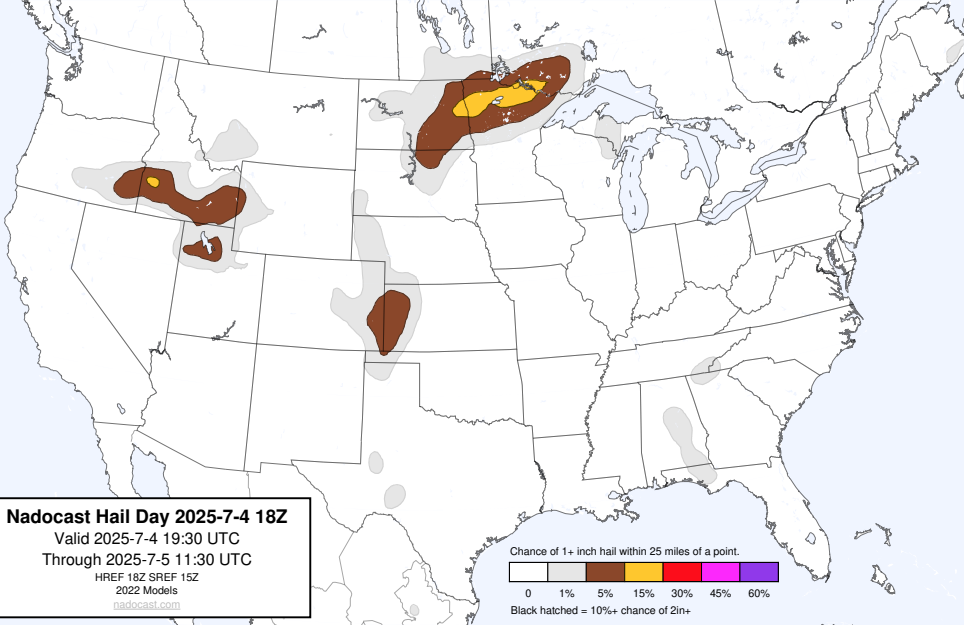 Nadocast Hail Day 2025-7-4 18Z
Valid 2025-7-4 19:30 UTC
Through 2025-7-5 11:30 UTC
HREF 18Z SREF 15Z
2022 Models
nadocast.com
Chance of 1+ inch hail within 25 miles of a point.
0 1% 5% 15% 30% 45% 60%
Black hatched = 10%+ chance of 2in+